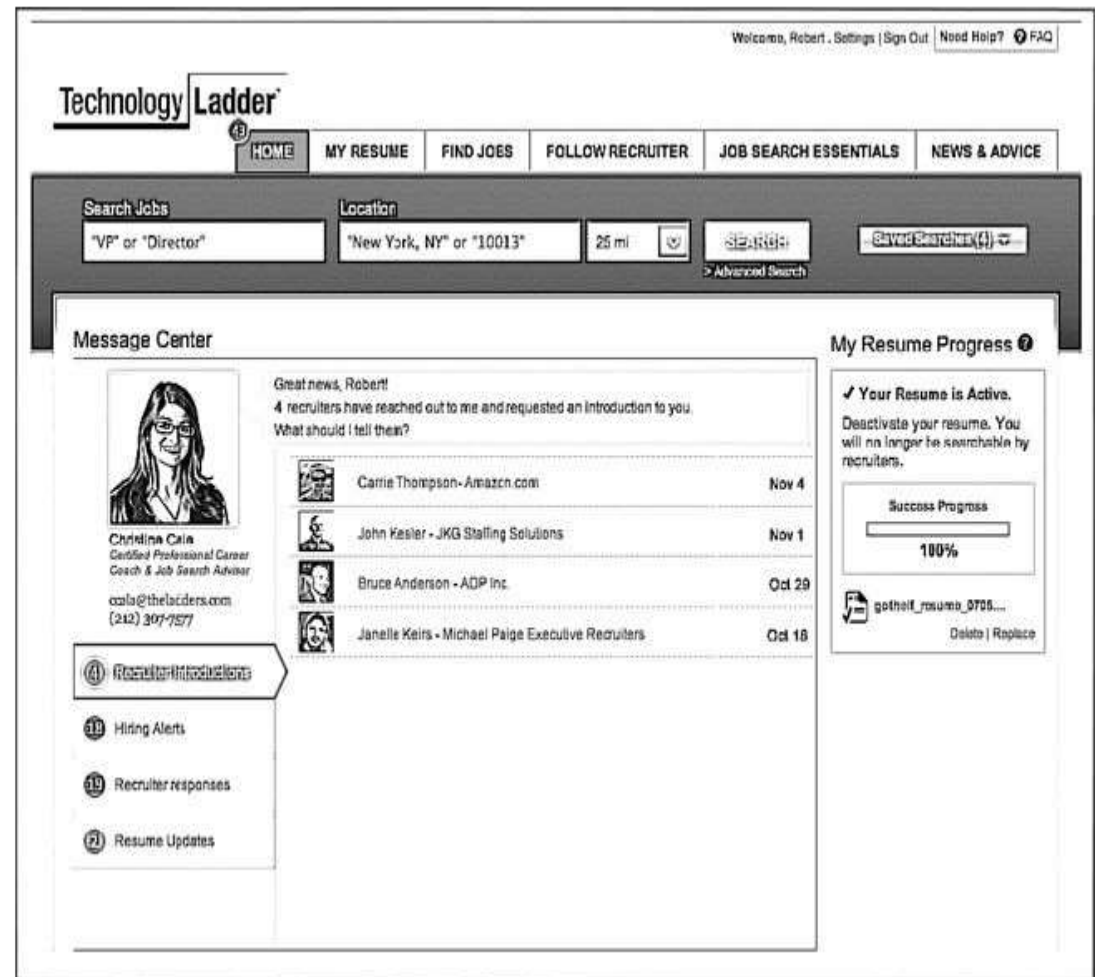 Welcome, Robert . Settings | Sign Out Need Help? ? FAQ
Technology Ladder
43
HOME MY RESUME FIND JOBS FOLLOW RECRUITER JOB SEARCH ESSENTIALS NEWS & ADVICE
Search Jobs Location
"VP" or "Director" "New York, NY" or "10013" 25 mi SEARCH Saved Searches (4)
> Advanced Search
Message Center
My Resume Progress ?
Great news, Robert!
4 recruiters have reached out to me and requested an introduction to you.
What should I tell them?
Carrie Thompson - Amazon.com Nov 4
John Kesler - JKG Staffing Solutions Nov 1
Bruce Anderson - ADP Inc. Oct 29
Janelle Keirs - Michael Paige Executive Recruiters Oct 18
Christina
Certified Professional Career
Coach & Job Search Advisor
(212) 307-7577
4 Recruiter Introductions
18 Hiring Alerts
19 Recruiter responses
2 Resume Updates
✓ Your Resume is Active.
Deactivate your resume. You
will no longer be searchable by
recruiters.
Success Progress
100%
gothelf_resume_0705....
Delete | Replace